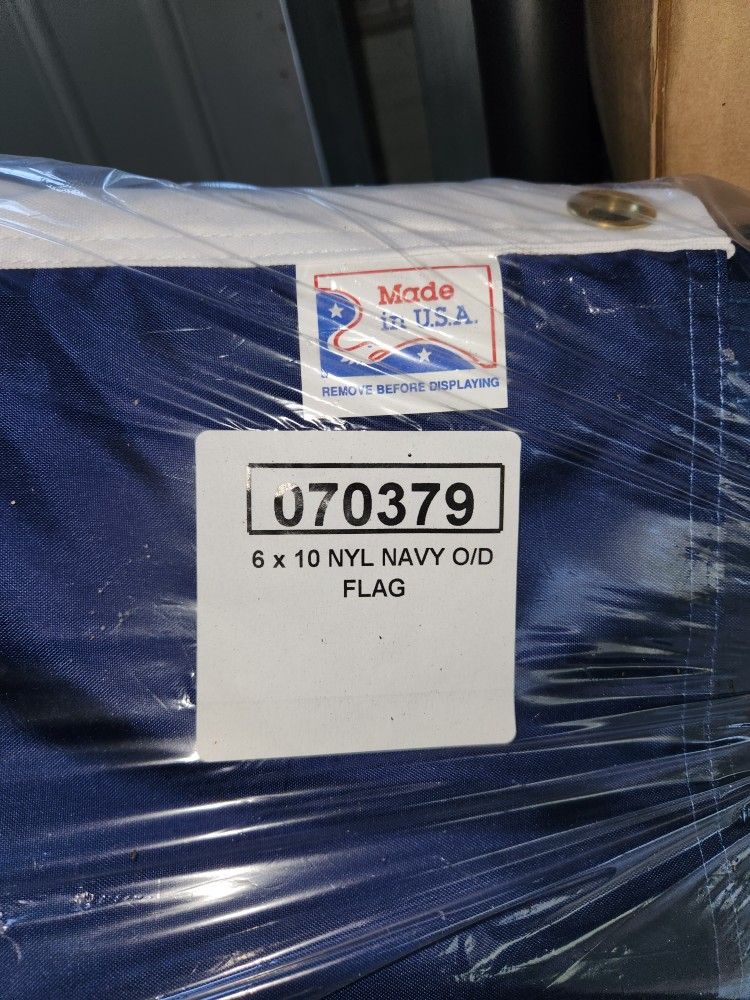 Made
in U.S.A.
REMOVE BEFORE DISPLAYING
070379
6 x 10 NYL NAVY O/D
FLAG